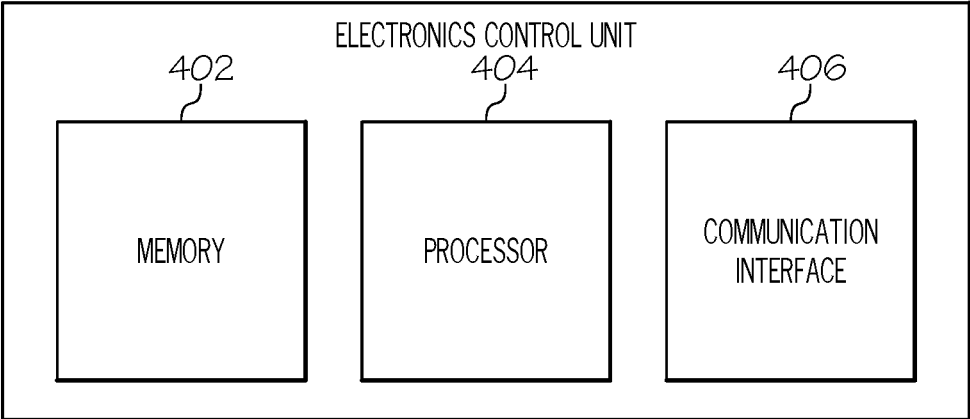 ELECTRONICS CONTROL UNIT
402
404
406
MEMORY
PROCESSOR
COMMUNICATION
INTERFACE